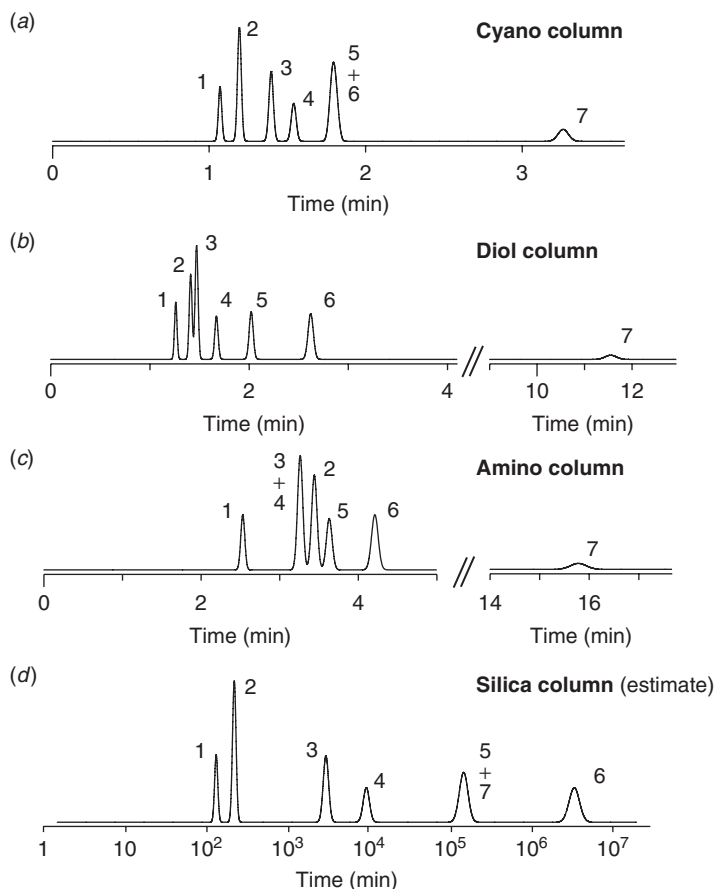 (a)
Cyano column
1
2
3
4
5
+
6
7
0 1 2 3
Time (min)
(b)
Diol column
1
2
3
4
5
6
7
0 2 4 10 12
Time (min) Time (min)
(c)
Amino column
1
3
+
4
2
5
6
7
0 2 4 14 16
Time (min) Time (min)
(d)
Silica column (estimate)
1
2
3
4
5
+
7
6
1 10 10² 10³ 10⁴ 10⁵ 10⁶ 10⁷
Time (min)